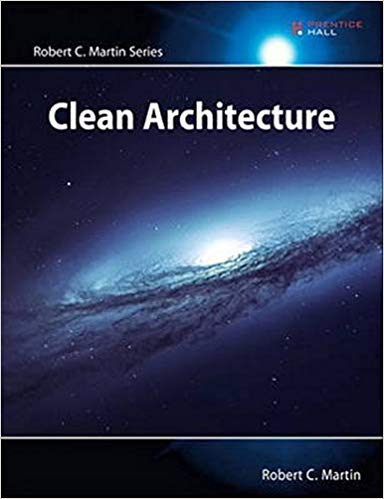 PRENTICE
HALL
Robert C. Martin Series
Clean Architecture
Robert C. Martin